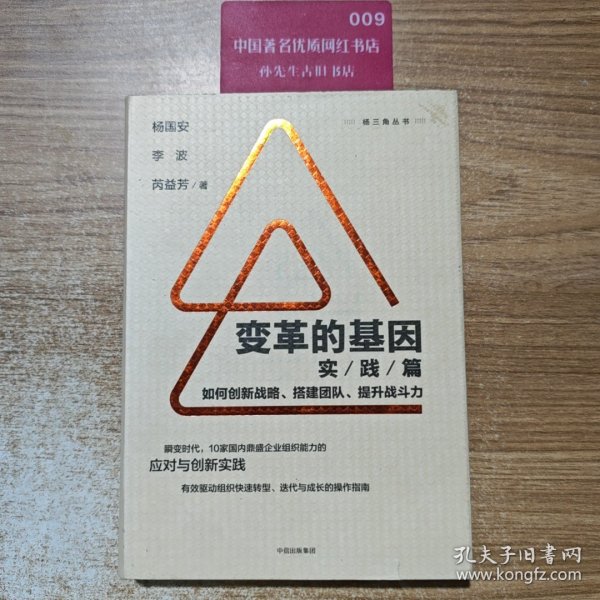 009
中国著名优质网红书店
孙先生古旧书店
杨三角丛书
杨国安
李波
芮益芳/著
变革的基因
实/践/篇
如何创新战略、搭建团队、提升战斗力
瞬变时代，10家国内鼎盛企业组织能力的
应对与创新实践
有效驱动组织快速转型、迭代与成长的操作指南
中信出版集团
孔夫子旧书网
www.kongfz.com